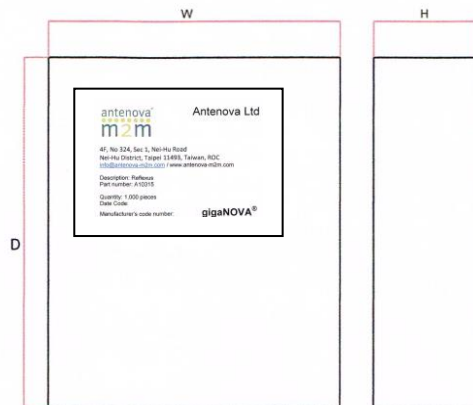 W
H
D
antenova®
m2m
Antenova Ltd
4F, No 324, Sec 1, Nei-Hu Road
Nei-Hu District, Taipei 11493, Taiwan, ROC
info@antenova-m2m.com / www.antenova-m2m.com
Description: Reflexus
Part number: A10315
Quantity: 1,000 pieces
Date Code:
Manufacturer's code number:
gigaNOVA®